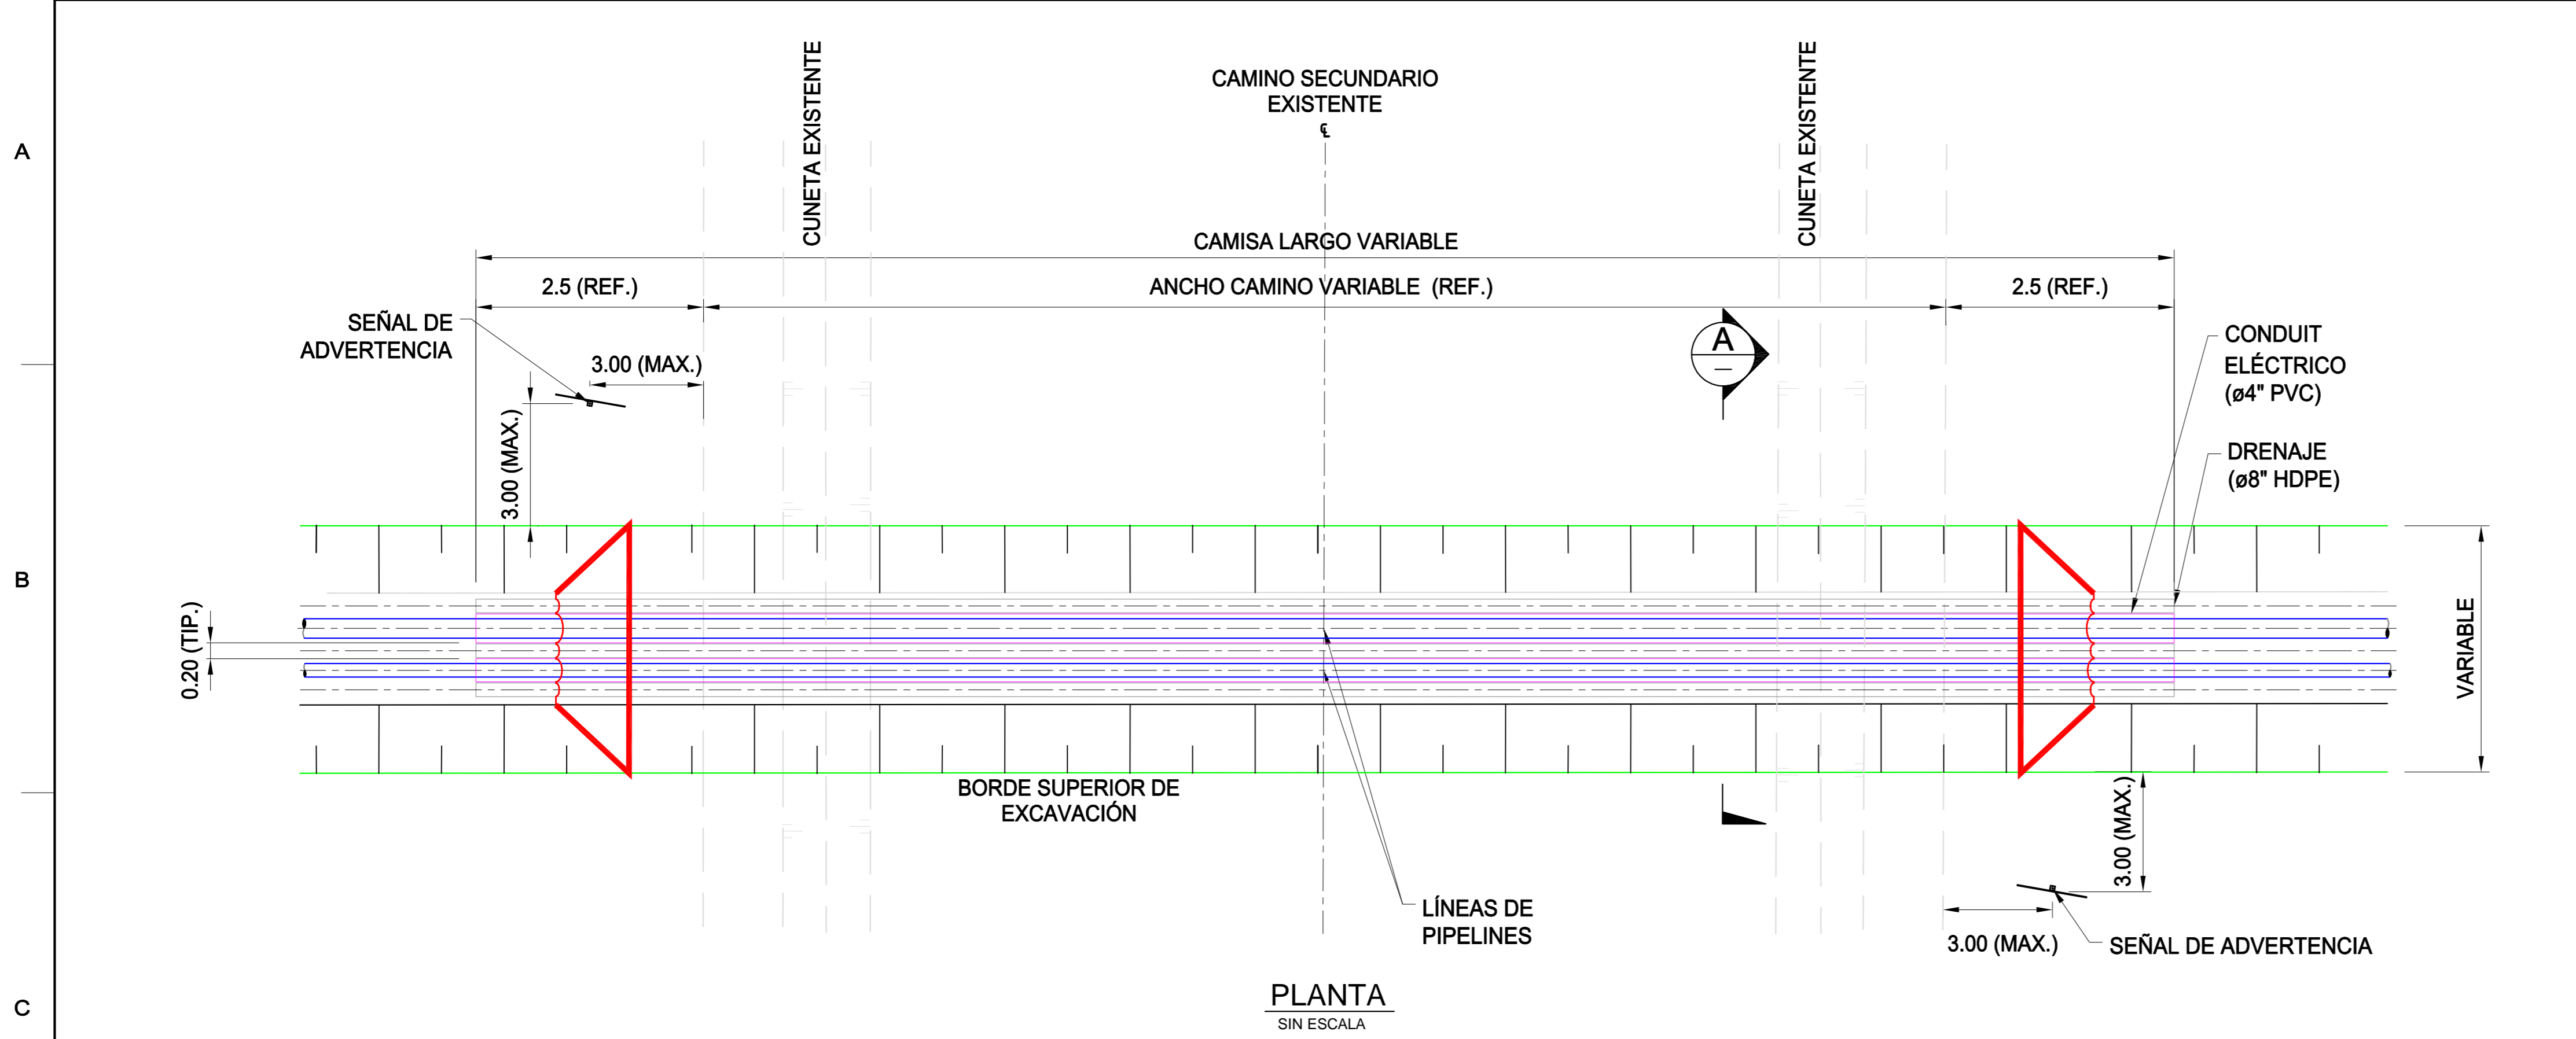 CAMINO SECUNDARIO
EXISTENTE
℄
CUNETA EXISTENTE
CUNETA EXISTENTE
A
CAMISA LARGO VARIABLE
2.5 (REF.)
ANCHO CAMINO VARIABLE (REF.)
2.5 (REF.)
SEÑAL DE
ADVERTENCIA
3.00 (MAX.)
A
–
CONDUIT
ELÉCTRICO
(ø4" PVC)
3.00 (MAX.)
DRENAJE
(ø8" HDPE)
B
0.20 (TIP.)
VARIABLE
BORDE SUPERIOR DE
EXCAVACIÓN
3.00 (MAX.)
LÍNEAS DE
PIPELINES
3.00 (MAX.)
SEÑAL DE ADVERTENCIA
C
PLANTA
SIN ESCALA